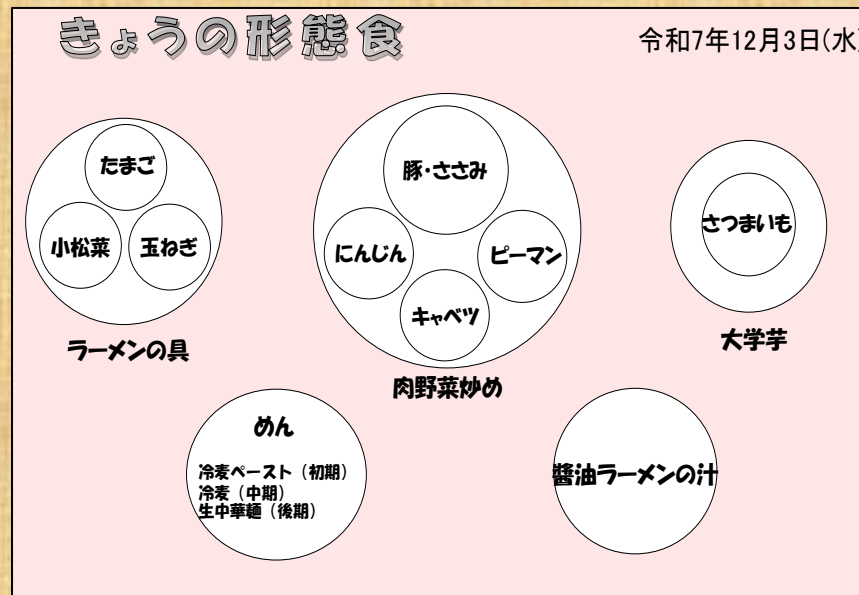 きょうの形態食
令和7年12月3日(水)
たまご
小松菜
玉ねぎ
ラーメンの具
豚・ささみ
にんじん
ピーマン
キャベツ
肉野菜炒め
さつまいも
大学芋
めん
冷麦ペースト（初期）
冷麦（中期）
生中華麺（後期）
醬油ラーメンの汁